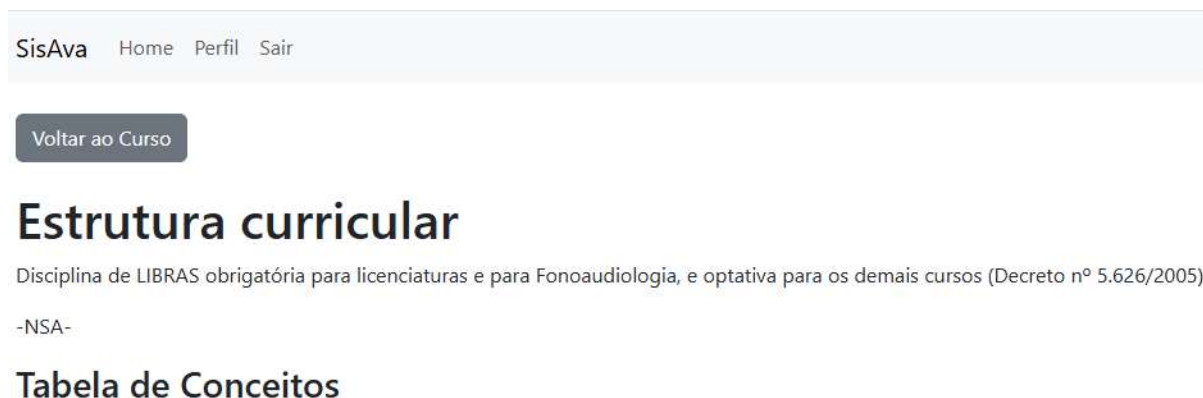 SisAva Home Perfil Sair
Voltar ao Curso
Estrutura curricular
Disciplina de LIBRAS obrigatória para licenciaturas e para Fonoaudiologia, e optativa para os demais cursos (Decreto nº 5.626/2005)
-NSA-
Tabela de Conceitos